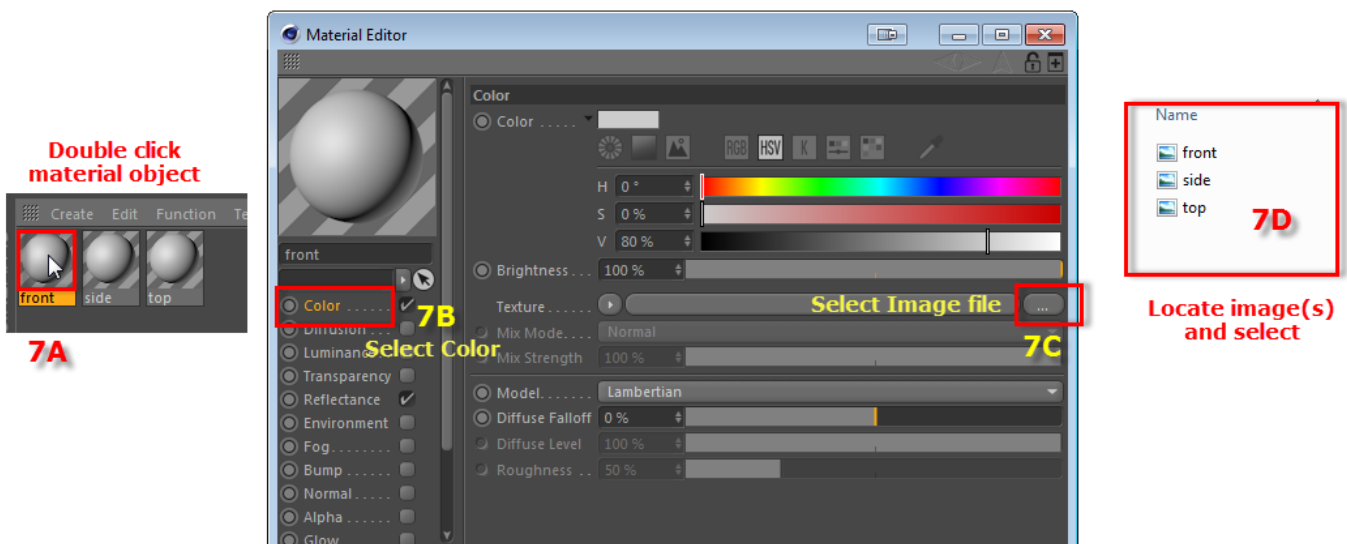 Double click
material object
Create Edit Function Te
front side top
7A
Material Editor
front
Color . . . . . .
7B
Select Color
Diffusion . . .
Luminance
Transparency
Reflectance
Environment
Fog. . . . . . . .
Bump . . . . . .
Normal . . . . .
Alpha . . . . . .
Glow
Color
Color . . . . .
RGB HSV K
H 0 °
S 0 %
V 80 %
Brightness . . . 100 %
Texture . . . . . . Select Image file ...
7C
Mix Mode. . . . Normal
Mix Strength 100 %
Model. . . . . . . Lambertian
Diffuse Falloff 0 %
Diffuse Level 100 %
Roughness . . 50 %
Name
front
side
top
7D
Locate image(s)
and select